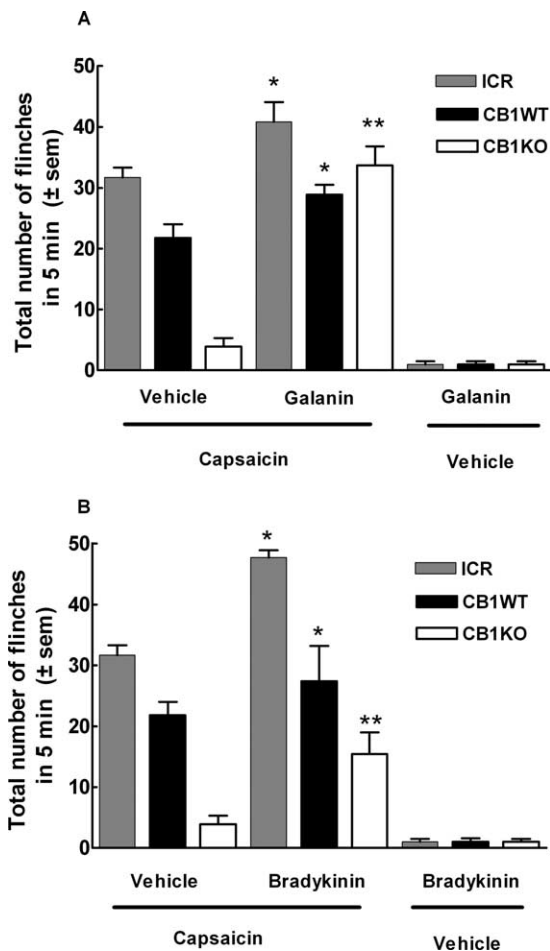 A
Total number of flinches
in 5 min (± sem)
50
40
30
20
10
0
*
*
**
ICR
CB1WT
CB1KO
Vehicle
Galanin
Galanin
Capsaicin
Vehicle
B
Total number of flinches
in 5 min (± sem)
50
40
30
20
10
0
*
*
**
ICR
CB1WT
CB1KO
Vehicle
Bradykinin
Bradykinin
Capsaicin
Vehicle